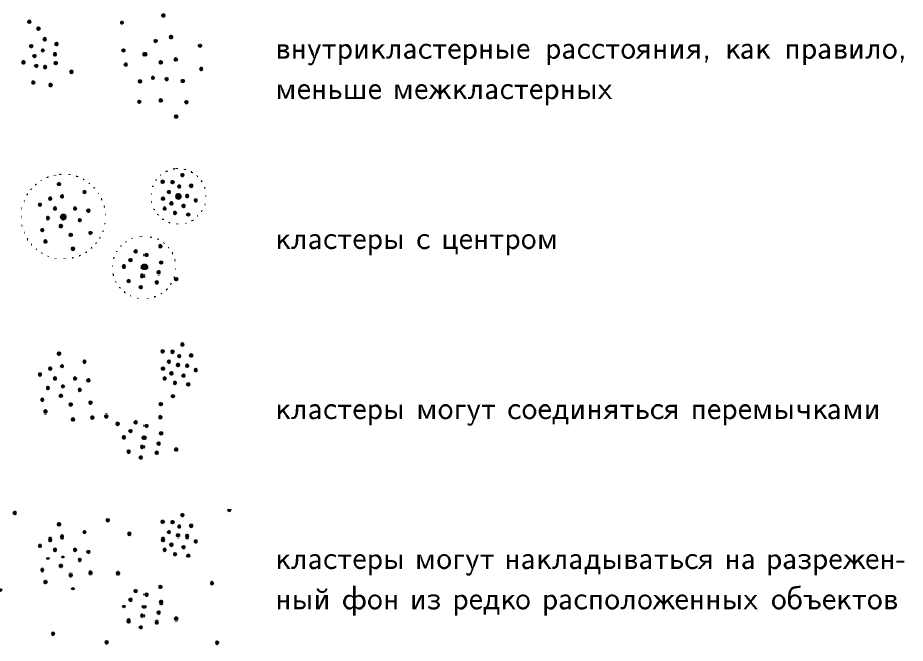 внутрикластерные расстояния, как правило,
меньше межкластерных
кластеры с центром
кластеры могут соединяться перемычками
кластеры могут накладываться на разрежен-
ный фон из редко расположенных объектов